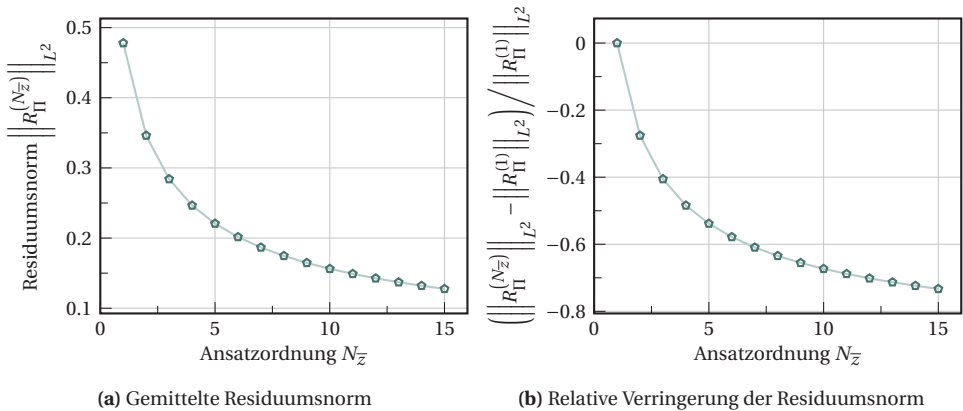 0.5
0.4
0.3
0.2
0.1
0 5 10 15
Residuumsnorm ||R_Π^(N_z̅)||_L²
Ansatzordnung N_z̅
(a) Gemittelte Residuumsnorm
0
−0.2
−0.4
−0.6
−0.8
0 5 10 15
(||R_Π^(N_z̅)||_L² − ||R_Π^(1)||_L²) / ||R_Π^(1)||_L²
Ansatzordnung N_z̅
(b) Relative Verringerung der Residuumsnorm